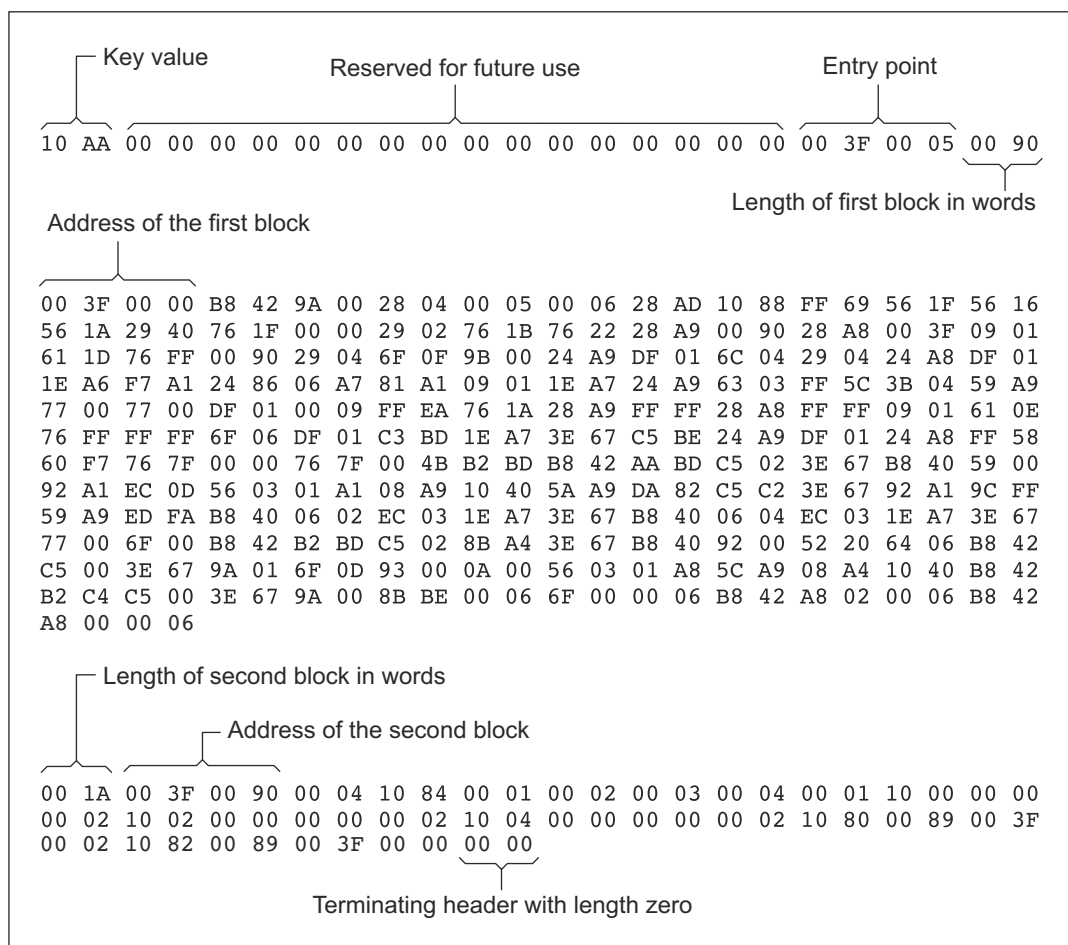 Key value
Reserved for future use
Entry point
10 AA 00 00 00 00 00 00 00 00 00 00 00 00 00 00 00 00 00 3F 00 05 00 90
Length of first block in words
Address of the first block
00 3F 00 00 B8 42 9A 00 28 04 00 05 00 06 28 AD 10 88 FF 69 56 1F 56 16
56 1A 29 40 76 1F 00 00 29 02 76 1B 76 22 28 A9 00 90 28 A8 00 3F 09 01
61 1D 76 FF 00 90 29 04 6F 0F 9B 00 24 A9 DF 01 6C 04 29 04 24 A8 DF 01
1E A6 F7 A1 24 86 06 A7 81 A1 09 01 1E A7 24 A9 63 03 FF 5C 3B 04 59 A9
77 00 77 00 DF 01 00 09 FF EA 76 1A 28 A9 FF FF 28 A8 FF FF 09 01 61 0E
76 FF FF FF 6F 06 DF 01 C3 BD 1E A7 3E 67 C5 BE 24 A9 DF 01 24 A8 FF 58
60 F7 76 7F 00 00 76 7F 00 4B B2 BD B8 42 AA BD C5 02 3E 67 B8 40 59 00
92 A1 EC 0D 56 03 01 A1 08 A9 10 40 5A A9 DA 82 C5 C2 3E 67 92 A1 9C FF
59 A9 ED FA B8 40 06 02 EC 03 1E A7 3E 67 B8 40 06 04 EC 03 1E A7 3E 67
77 00 6F 00 B8 42 B2 BD C5 02 8B A4 3E 67 B8 40 92 00 52 20 64 06 B8 42
C5 00 3E 67 9A 01 6F 0D 93 00 0A 00 56 03 01 A8 5C A9 08 A4 10 40 B8 42
B2 C4 C5 00 3E 67 9A 00 8B BE 00 06 6F 00 00 06 B8 42 A8 02 00 06 B8 42
A8 00 00 06
Length of second block in words
Address of the second block
00 1A 00 3F 00 90 00 04 10 84 00 01 00 02 00 03 00 04 00 01 10 00 00 00
00 02 10 02 00 00 00 00 00 02 10 04 00 00 00 00 00 02 10 80 00 89 00 3F
00 02 10 82 00 89 00 3F 00 00 00 00
Terminating header with length zero